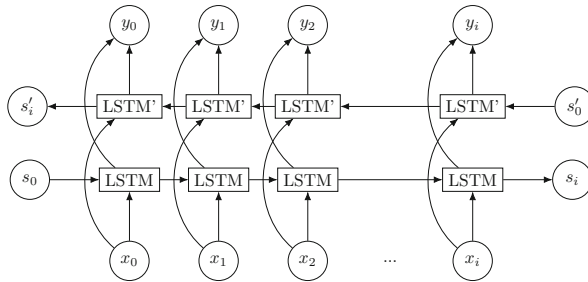 y₀ y₁ y₂ yᵢ
s′ᵢ LSTM’ LSTM’ LSTM’ LSTM’ s′₀
s₀ LSTM LSTM LSTM LSTM sᵢ
x₀ x₁ x₂ ... xᵢ